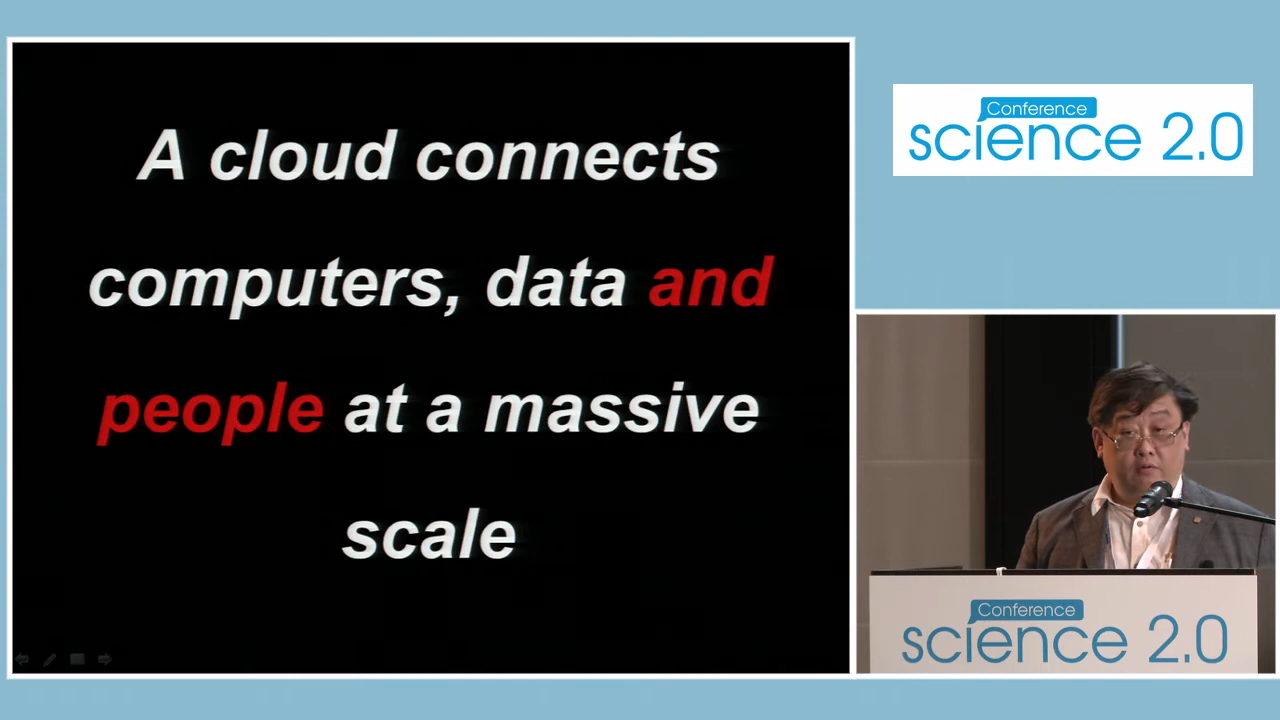 A cloud connects
computers, data and
people at a massive
scale
Conference
science 2.0
Conference
science 2.0